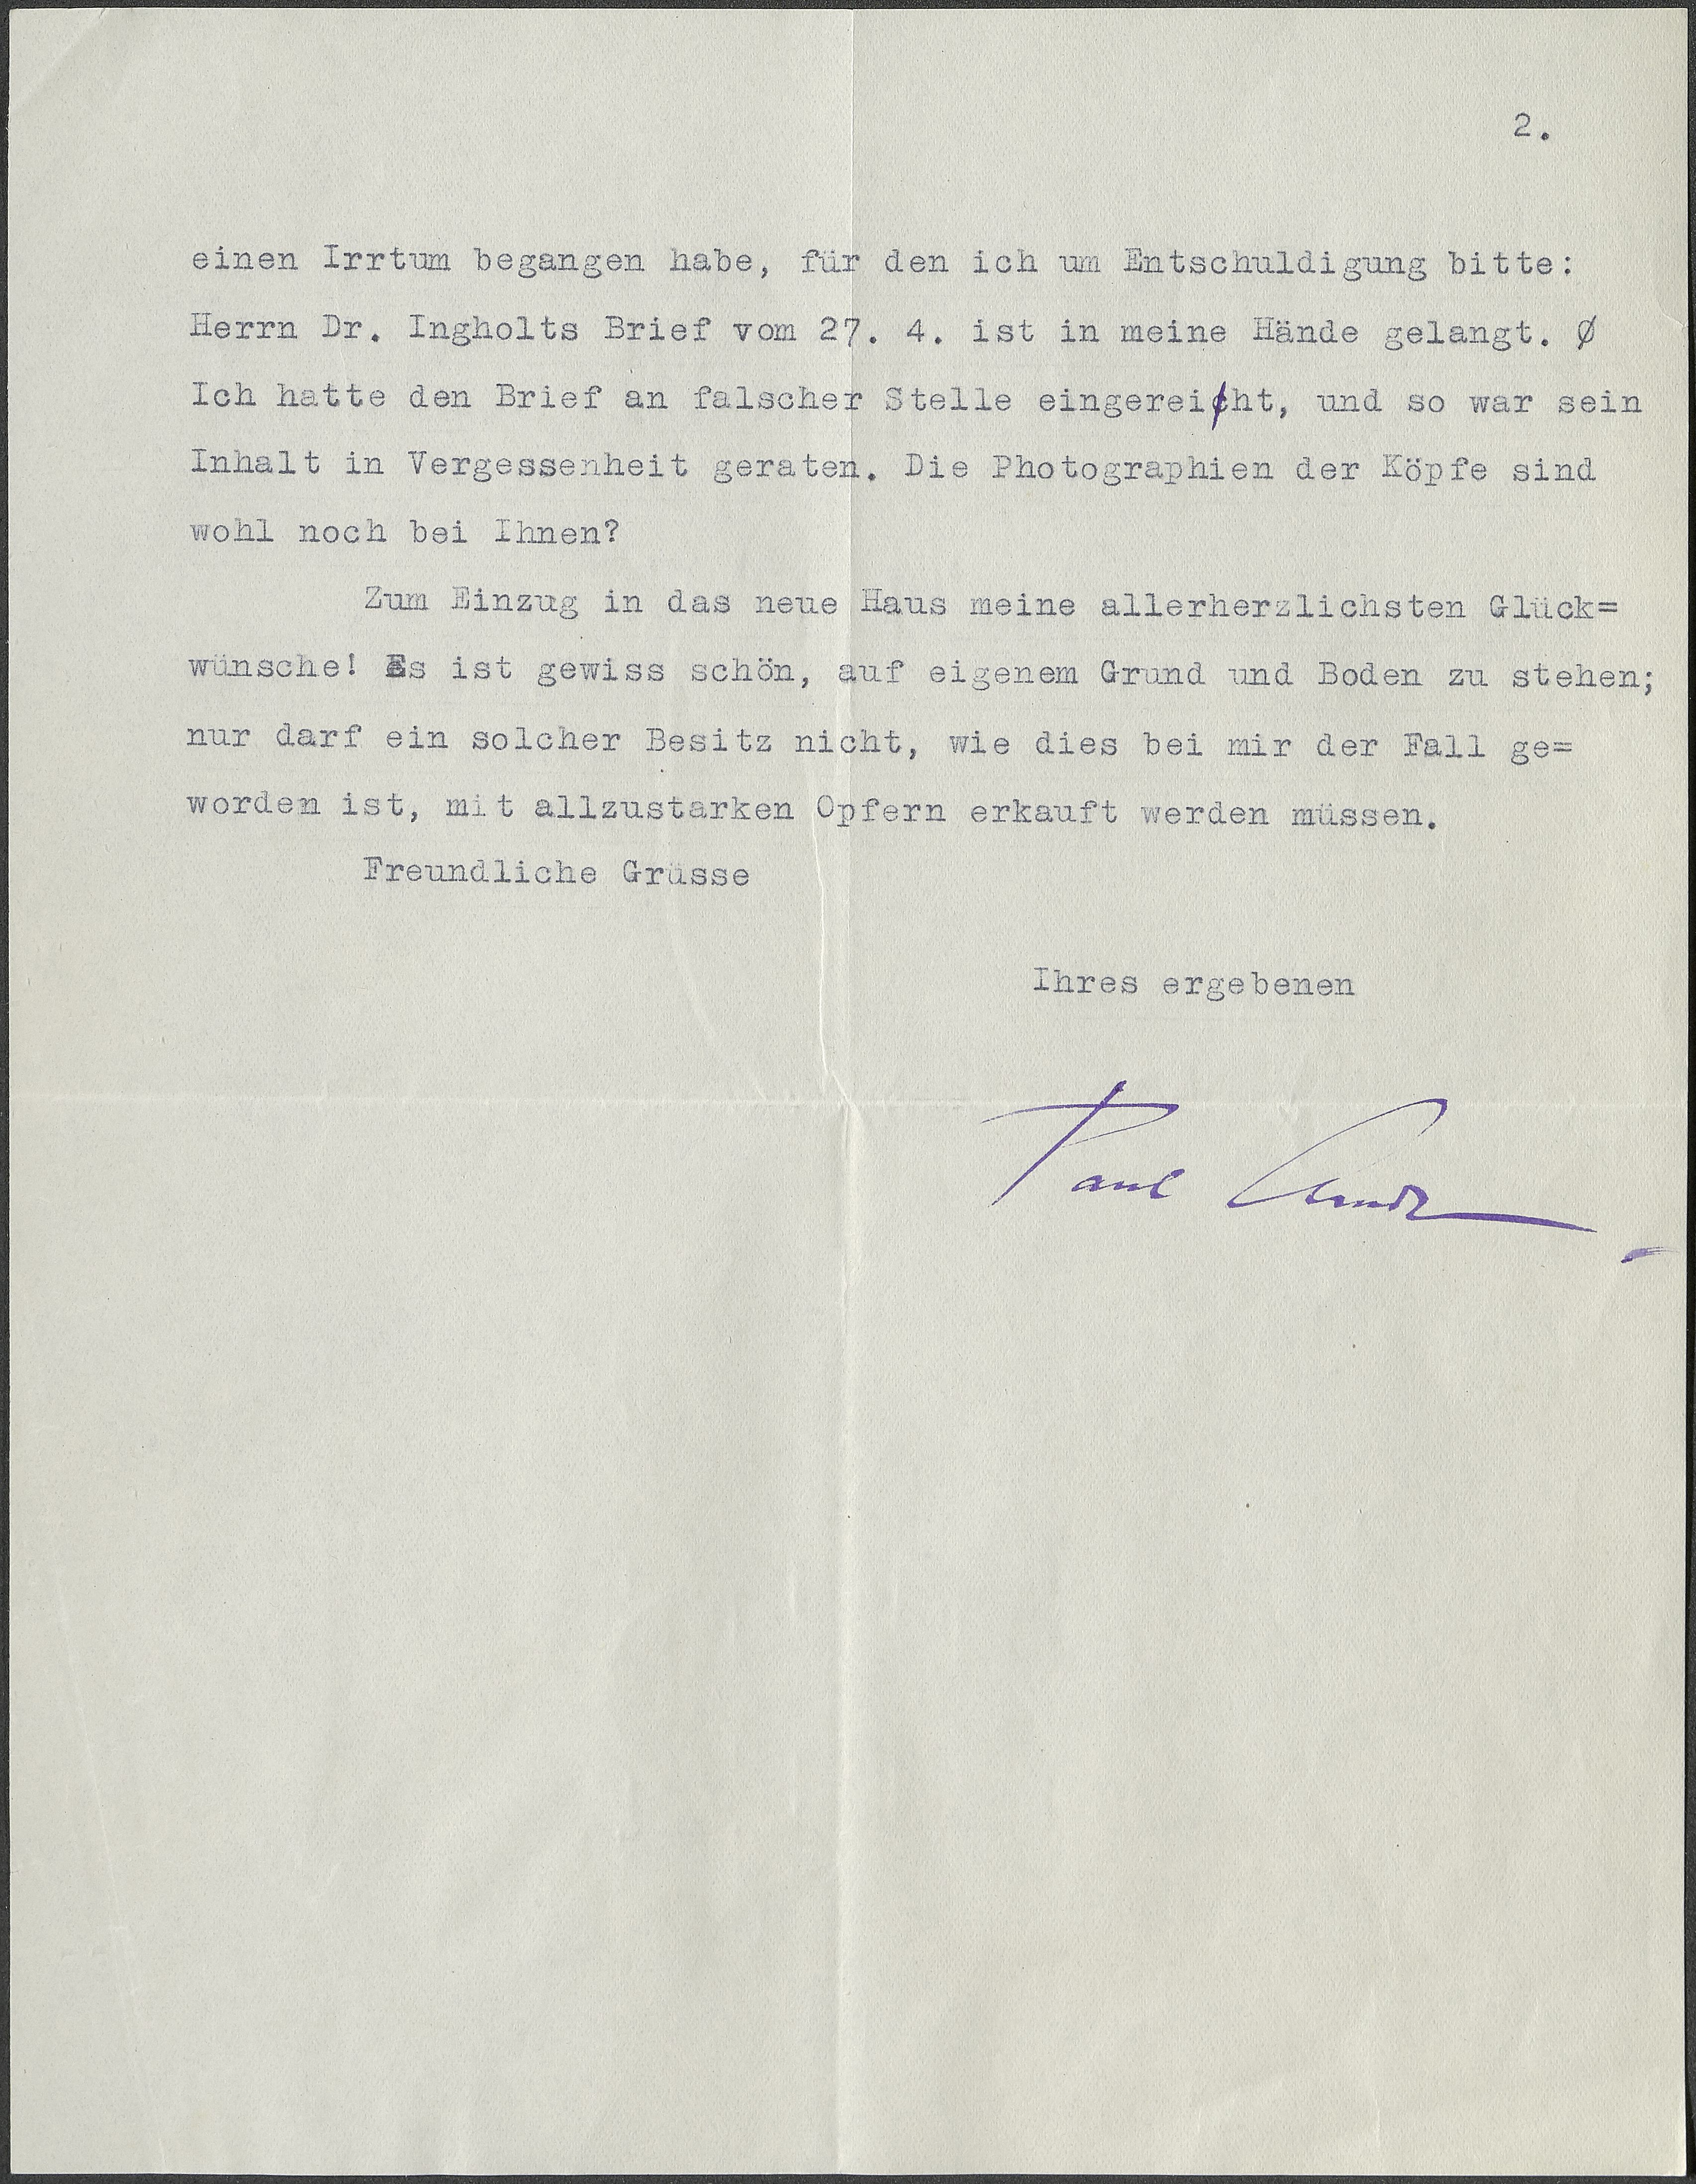 2.
einen Irrtum begangen habe, für den ich um Entschuldigung bitte:
Herrn Dr. Ingholts Brief vom 27. 4. ist in meine Hände gelangt. Ø
Ich hatte den Brief an falscher Stelle eingereicht, und so war sein
Inhalt in Vergessenheit geraten. Die Photographien der Köpfe sind
wohl noch bei Ihnen?
Zum Einzug in das neue Haus meine allerherzlichsten Glück=
wünsche! Es ist gewiss schön, auf eigenem Grund und Boden zu stehen;
nur darf ein solcher Besitz nicht, wie dies bei mir der Fall ge=
worden ist, mit allzustarken Opfern erkauft werden müssen.
Freundliche Grüsse
Ihres ergebenen
Paul Arndt